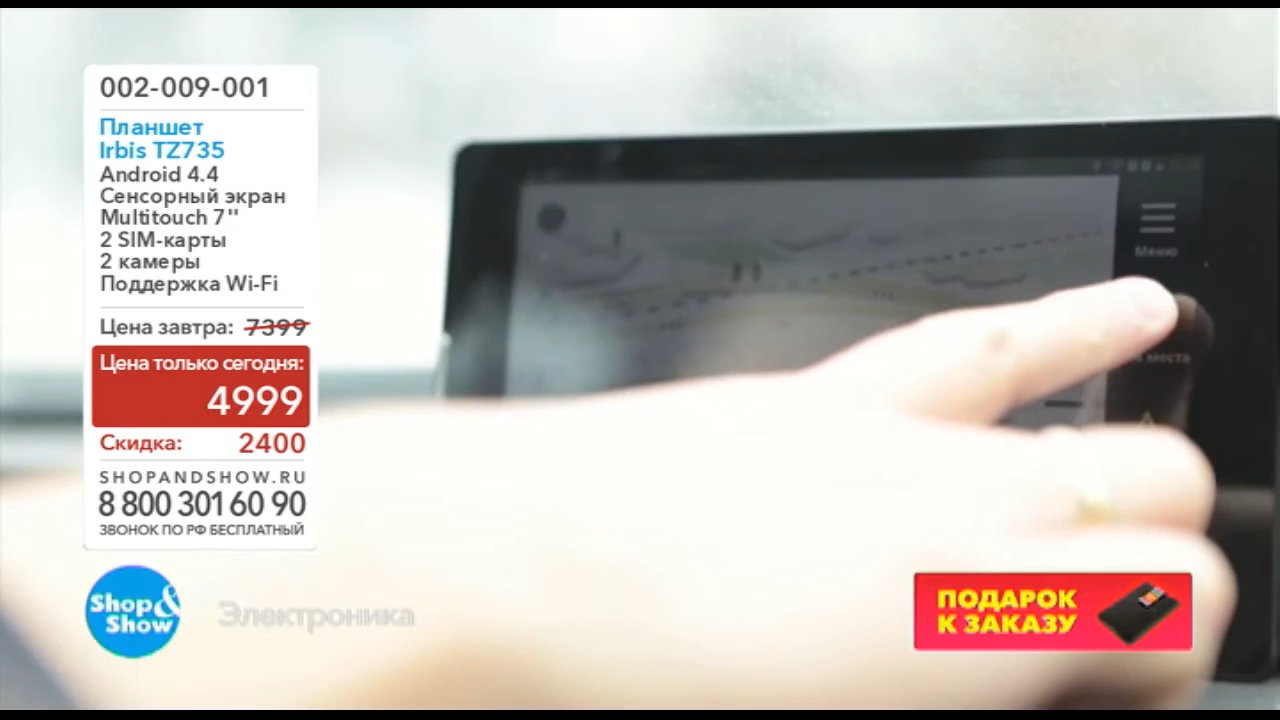 002-009-001
Планшет
Irbis TZ735
Android 4.4
Сенсорный экран
Multitouch 7''
2 SIM-карты
2 камеры
Поддержка Wi-Fi
Цена завтра: 7399
Цена только сегодня:
4999
Скидка: 2400
SHOPANDSHOW.RU
8 800 301 60 90
ЗВОНОК ПО РФ БЕСПЛАТНЫЙ
Shop&
Show
Электроника
ПОДАРОК
К ЗАКАЗУ
Меню
места